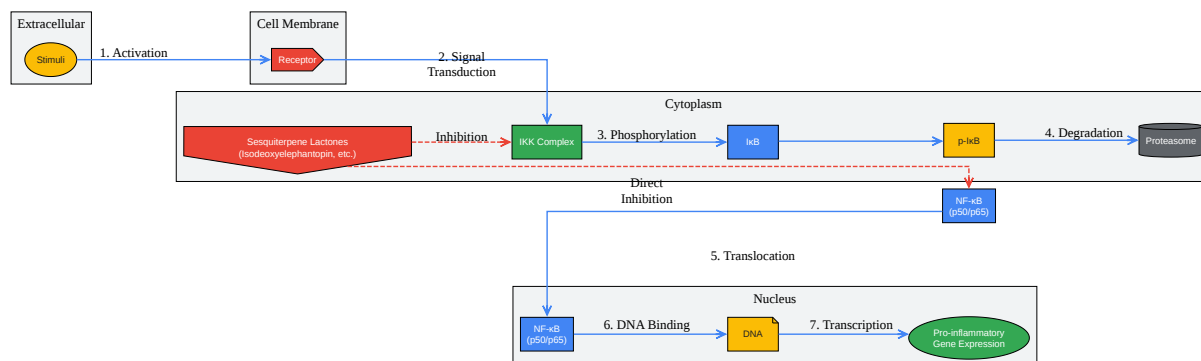 Extracellular
Stimuli
1. Activation
Cell Membrane
Receptor
2. Signal
Transduction
Cytoplasm
Sesquiterpene Lactones
(Isodeoxyelephantopin, etc.)
Inhibition
IKK Complex
3. Phosphorylation
IκB
p-IκB
4. Degradation
Proteasome
Direct
Inhibition
NF-κB
(p50/p65)
5. Translocation
Nucleus
NF-κB
(p50/p65)
6. DNA Binding
DNA
7. Transcription
Pro-inflammatory
Gene Expression